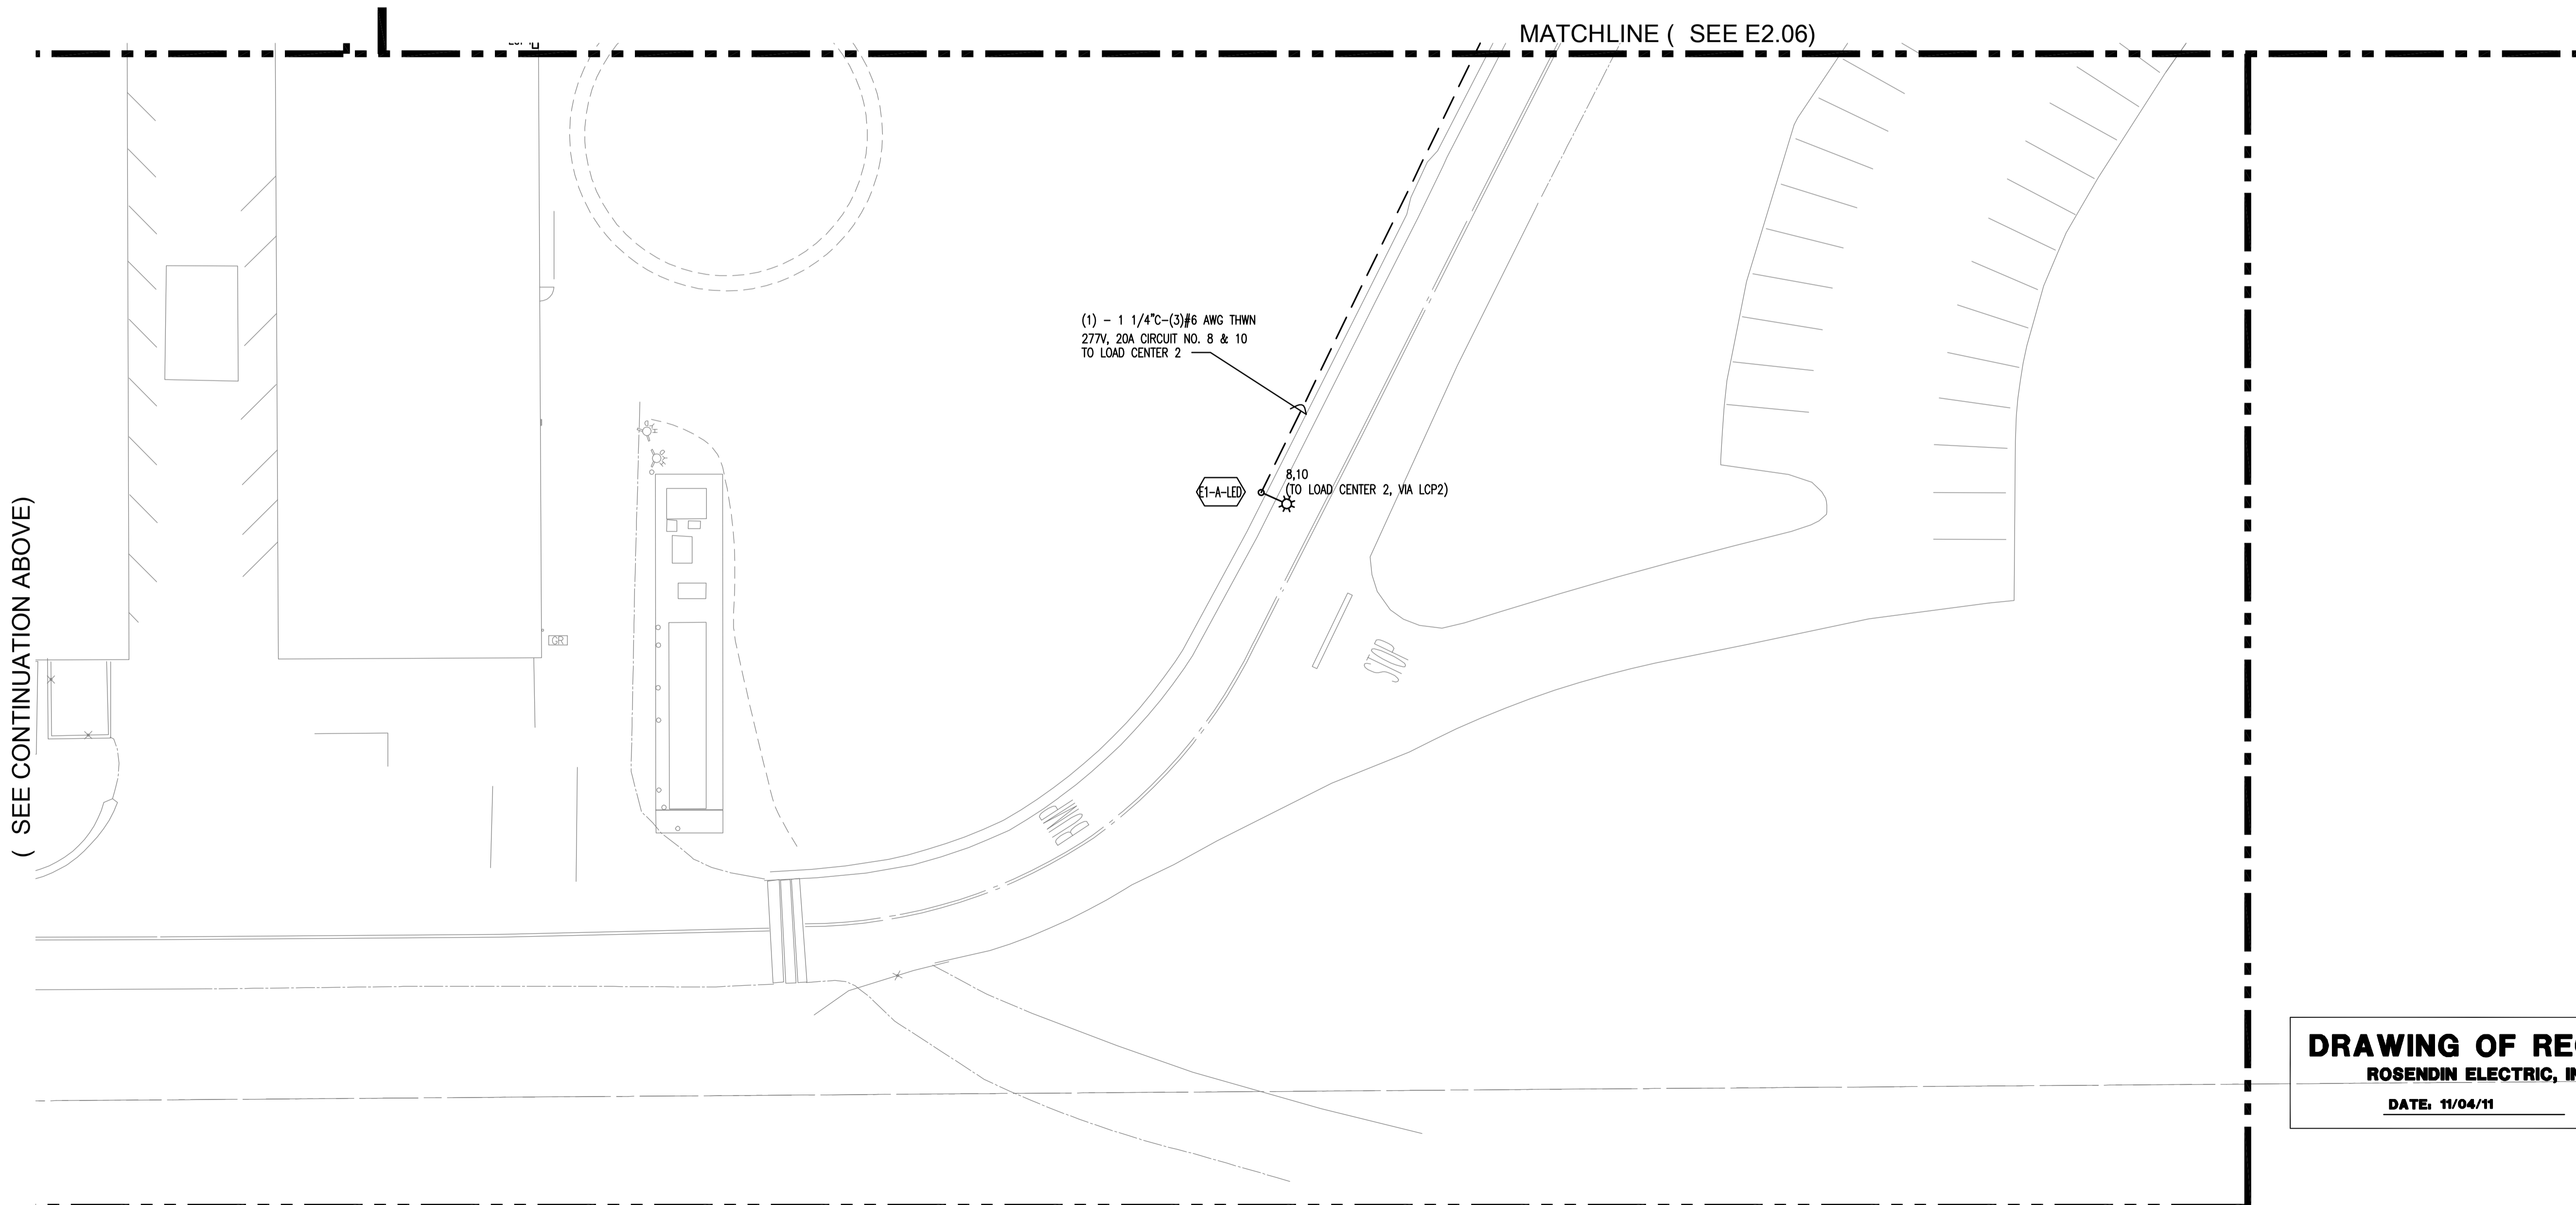 MATCHLINE ( SEE E2.06)
(1) - 1 1/4"C-(3)#6 AWG THWN
277V, 20A CIRCUIT NO. 8 & 10
TO LOAD CENTER 2
8,10
E1-A-LED
(TO LOAD CENTER 2, VIA LCP2)
( SEE CONTINUATION ABOVE)
GR
STOP
DRAWING OF REC
ROSENDIN ELECTRIC, IN
DATE: 11/04/11